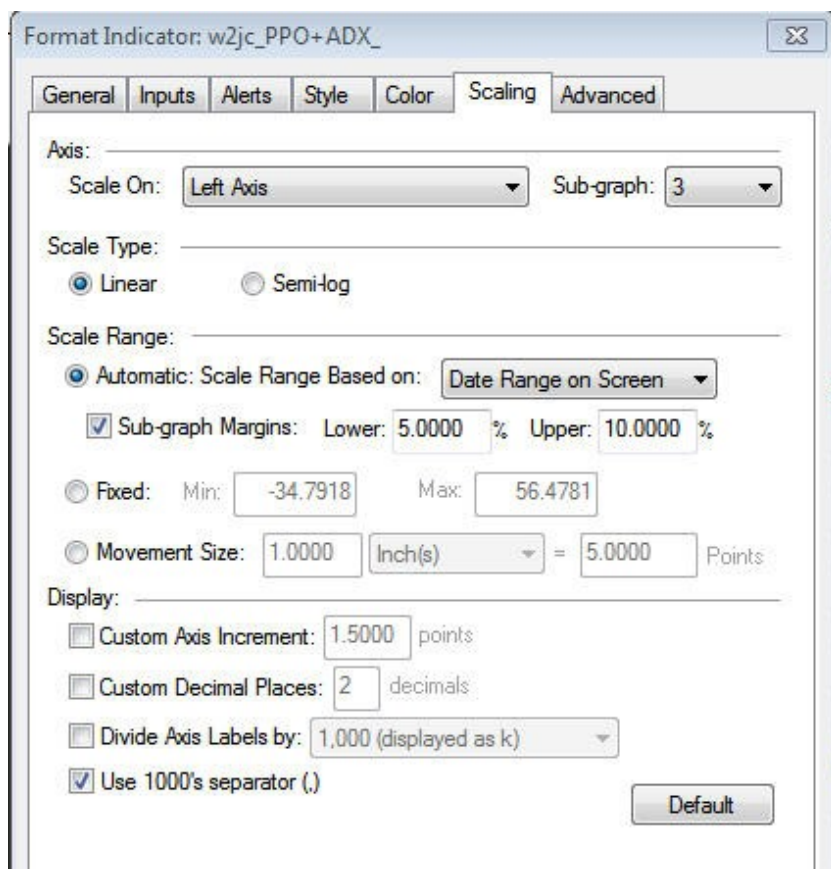 Format Indicator: w2jc_PPO+ADX_
General Inputs Alerts Style Color Scaling Advanced
Axis:
Scale On: Left Axis Sub-graph: 3
Scale Type:
Linear Semi-log
Scale Range:
Automatic: Scale Range Based on: Date Range on Screen
Sub-graph Margins: Lower: 5.0000 % Upper: 10.0000 %
Fixed: Min: -34.7918 Max: 56.4781
Movement Size: 1.0000 Inch(s) = 5.0000 Points
Display:
Custom Axis Increment: 1.5000 points
Custom Decimal Places: 2 decimals
Divide Axis Labels by: 1,000 (displayed as k)
Use 1000's separator (,)
Default